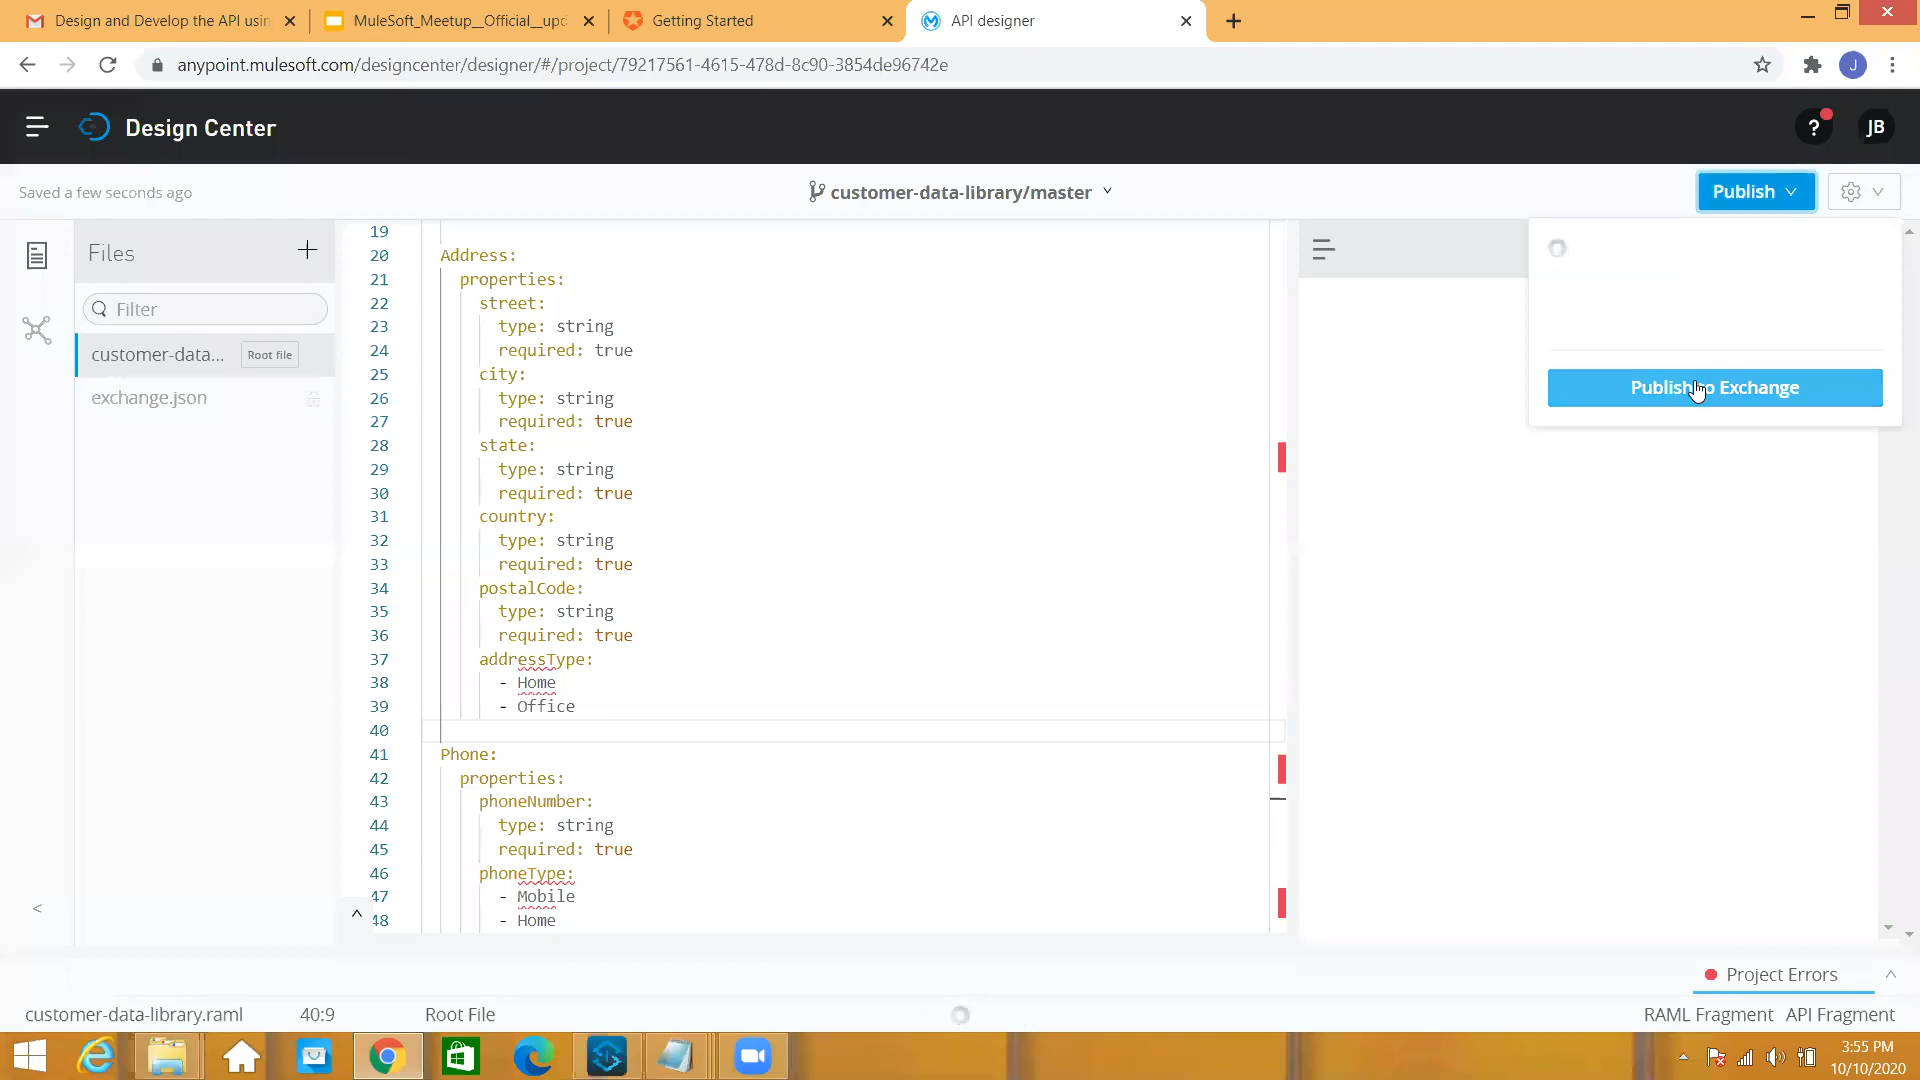 Design and Develop the API usin
MuleSoft_Meetup__Official__upd
Getting Started
API designer
anypoint.mulesoft.com/designcenter/designer/#/project/79217561-4615-478d-8c90-3854de96742e
J
Design Center
?
JB
Saved a few seconds ago
customer-data-library/master
Publish
Files
Filter
customer-data...
Root file
exchange.json
19
20 Address:
21 properties:
22 street:
23 type: string
24 required: true
25 city:
26 type: string
27 required: true
28 state:
29 type: string
30 required: true
31 country:
32 type: string
33 required: true
34 postalCode:
35 type: string
36 required: true
37 addressType:
38 - Home
39 - Office
40
41 Phone:
42 properties:
43 phoneNumber:
44 type: string
45 required: true
46 phoneType:
47 - Mobile
48 - Home
Publish to Exchange
Project Errors
customer-data-library.raml
40:9
Root File
RAML Fragment
API Fragment
3:55 PM
10/10/2020